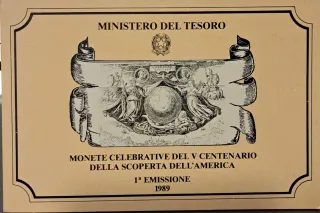 MINISTERO DEL TESORO
MONETE CELEBRATIVE DEL V CENTENARIO
DELLA SCOPERTA DELL'AMERICA
1ª EMISSIONE
1989